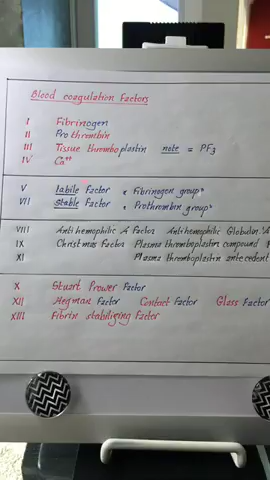 Blood coagulation Factors
I Fibrinogen
II Prothrombin
III Tissue thromboplastin note = PF3
IV Ca++
V Labile Factor " Fibrinogen group"
VII Stable Factor " Prothrombin group"
VIII Antihemophilic A Factor Antihemophilic Globulin
IX Christmas Factor Plasma thromboplastin compound
XI Plasma thromboplastin antecedent
X Stuart Prower Factor
XII Hegman Factor Contact Factor Glass Factor
XIII Fibrin stabilizing Factor